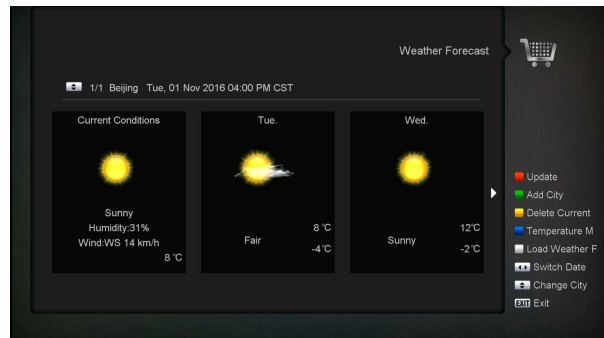 Weather Forecast
1/1 Beijing Tue, 01 Nov 2016 04:00 PM CST
Current Conditions
Sunny
Humidity:31%
Wind:WS 14 km/h
8 °C
Tue.
Fair
8 °C
-4 °C
Wed.
Sunny
12°C
-2 °C
Update
Add City
Delete Current
Temperature M
Load Weather F
Switch Date
Change City
EXIT Exit